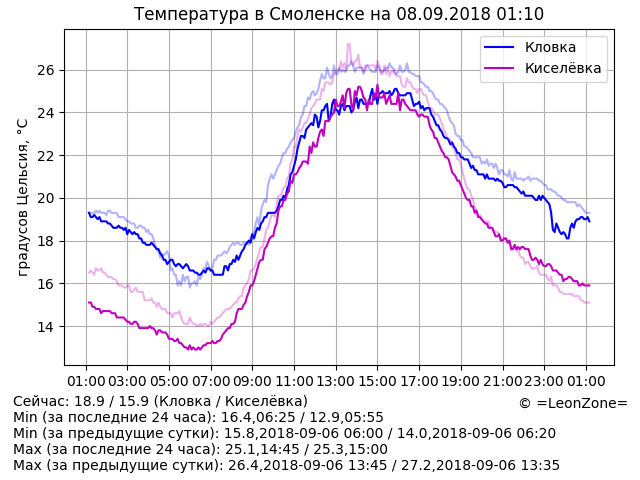 Температура в Смоленске на 08.09.2018 01:10
градусов Цельсия, °C
26
24
22
20
18
16
14
Кловка
Киселёвка
01:00 03:00 05:00 07:00 09:00 11:00 13:00 15:00 17:00 19:00 21:00 23:00 01:00
Сейчас: 18.9 / 15.9 (Кловка / Киселёвка)
© =LeonZone=
Min (за последние 24 часа): 16.4,06:25 / 12.9,05:55
Min (за предыдущие сутки): 15.8,2018-09-06 06:00 / 14.0,2018-09-06 06:20
Max (за последние 24 часа): 25.1,14:45 / 25.3,15:00
Max (за предыдущие сутки): 26.4,2018-09-06 13:45 / 27.2,2018-09-06 13:35